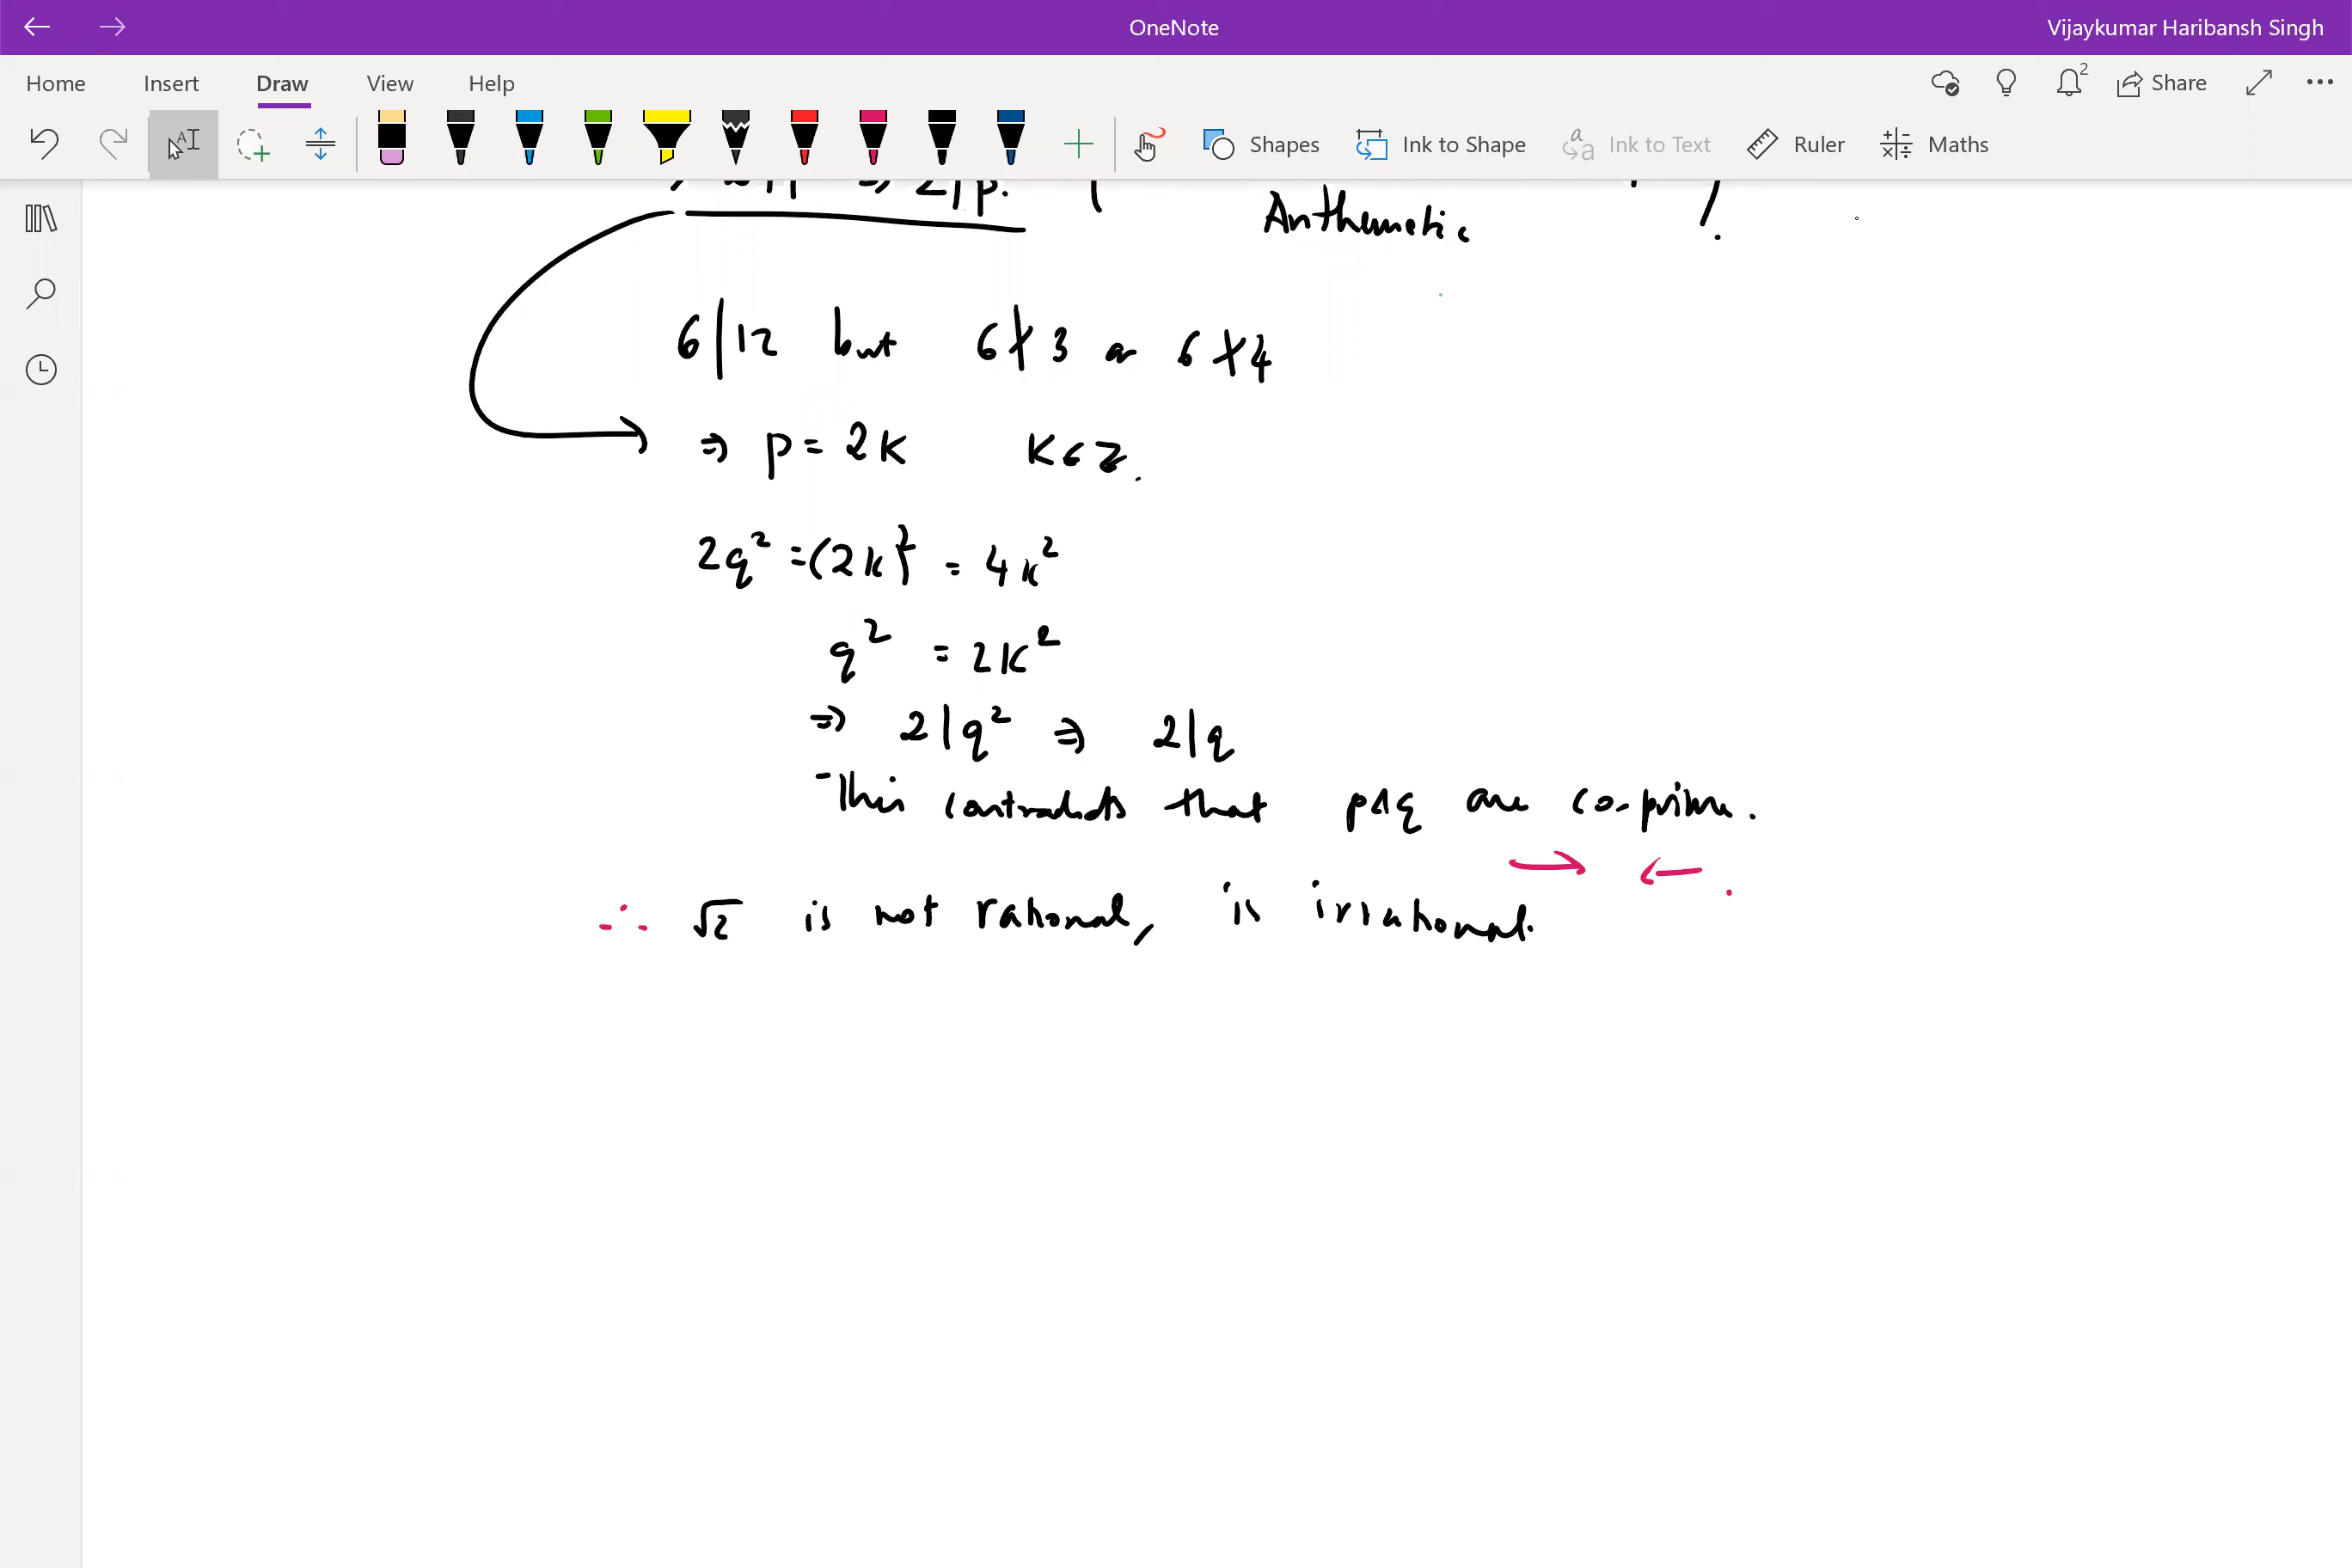 OneNote
Vijaykumar Haribansh Singh
Home Insert Draw View Help
2 Share
Shapes Ink to Shape Ink to Text Ruler Maths
⇒ 2|p.
Arithmetic
6|12 but 6∤3 or 6∤4
⇒ p = 2k k ∈ Z.
2q² = (2k)² = 4k²
q² = 2k²
⇒ 2|q² ⇒ 2|q
This contradicts that p & q are co-prime.
→ ←.
∴ √2 is not rational, is irrational.